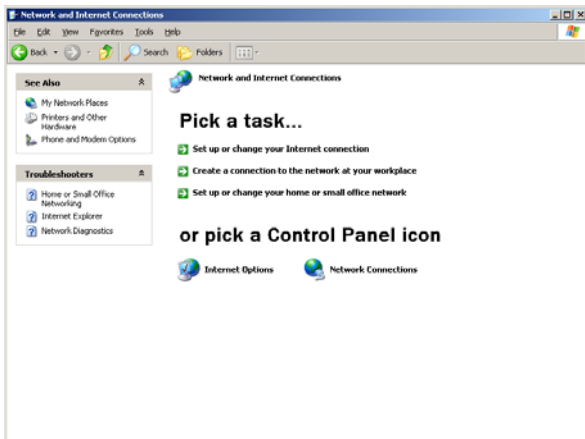 Network and Internet Connections
File Edit View Favorites Tools Help
Back Search Folders
See Also
My Network Places
Printers and Other
Hardware
Phone and Modem Options
Troubleshooters
Home or Small Office
Networking
Internet Explorer
Network Diagnostics
Network and Internet Connections
Pick a task...
Set up or change your Internet connection
Create a connection to the network at your workplace
Set up or change your home or small office network
or pick a Control Panel icon
Internet Options
Network Connections